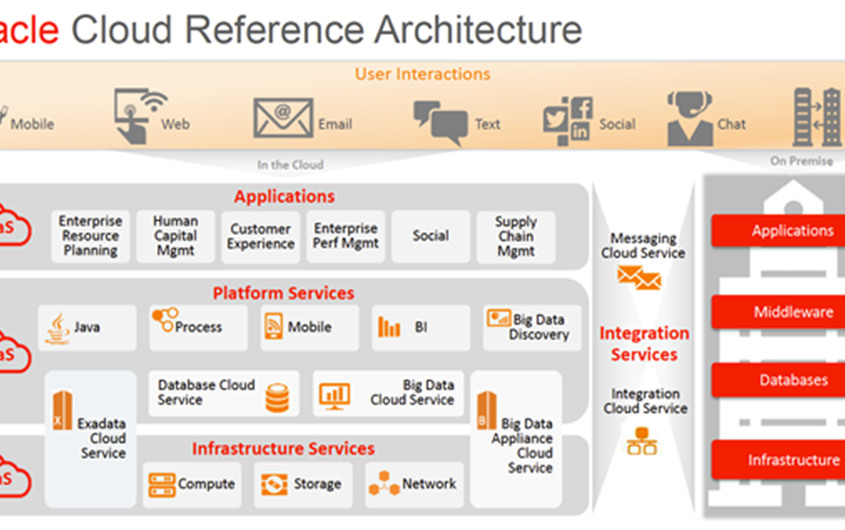 acle Cloud Reference Architecture
User Interactions
Mobile
Web
@
Email
Text
in
Social
Chat
In the Cloud
On Premise
aS
Applications
Enterprise
Resource
Planning
Human
Capital
Mgmt
Customer
Experience
Enterprise
Perf Mgmt
Social
Supply
Chain
Mgmt
Platform Services
aS
Java
Process
Mobile
BI
Big Data
Discovery
Database Cloud
Service
Big Data
Cloud Service
X
Exadata
Cloud
Service
B
Big Data
Appliance
Cloud
Service
Infrastructure Services
aS
Compute
Storage
Network
Messaging
Cloud Service
Integration
Services
Integration
Cloud Service
Applications
Middleware
Databases
Infrastructure